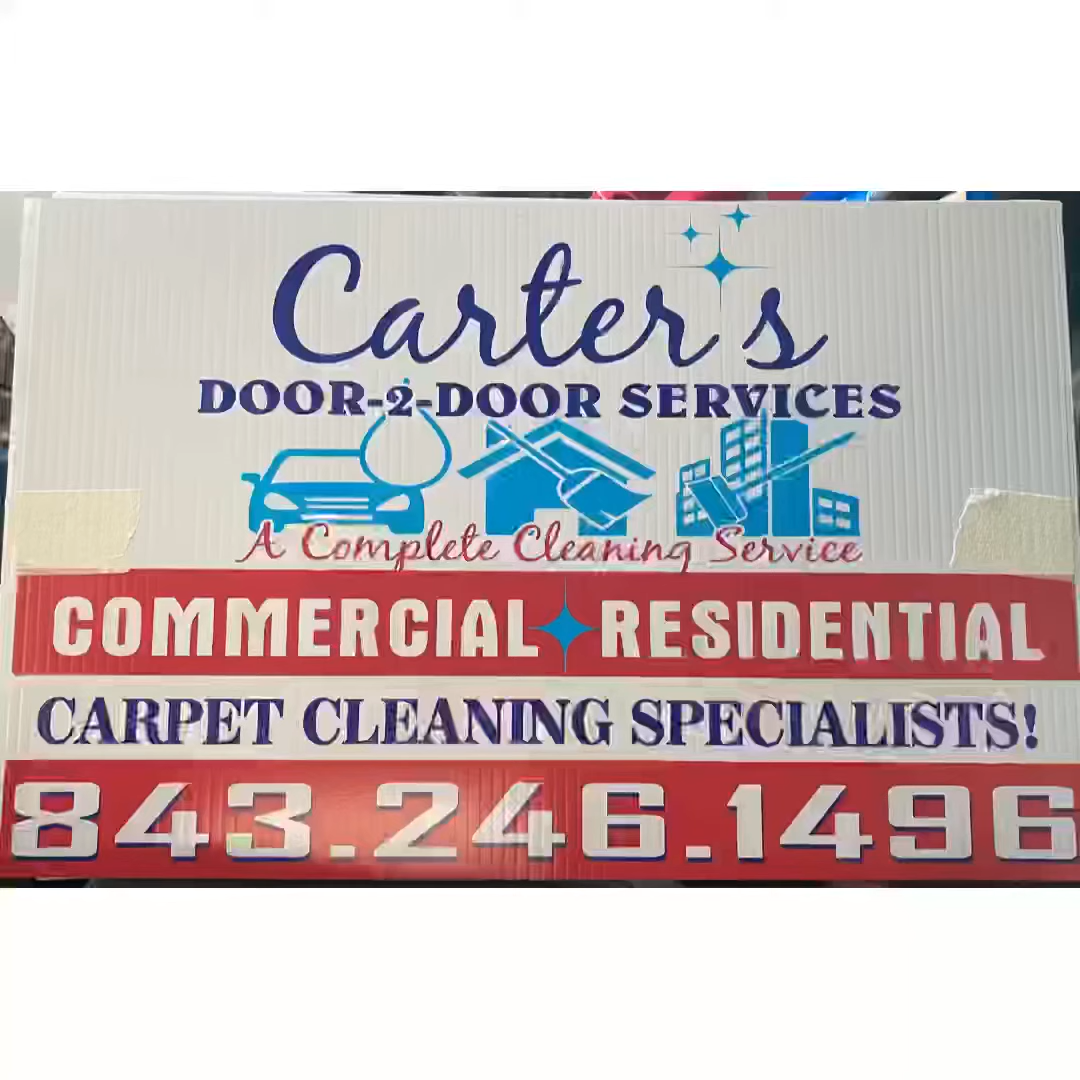 Carter's
DOOR-2-DOOR SERVICES
A Complete Cleaning Service
COMMERCIAL RESIDENTIAL
CARPET CLEANING SPECIALISTS!
843.246.1496